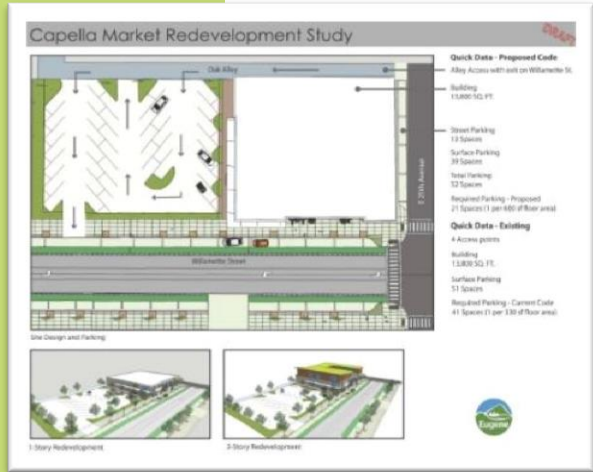 Capella Market Redevelopment Study
DRAFT
Oak Alley
E 25th Avenue
Willamette Street
Site Design and Parking
Quick Data - Proposed Code
Alley Access with exit on Willamette St.
Building
13,800 SQ. FT.
Street Parking
13 Spaces
Surface Parking
39 Spaces
Total Parking
52 Spaces
Required Parking - Proposed
21 Spaces (1 per 660 sf floor area)
Quick Data - Existing
4 Access points
Building
13,800 SQ. FT.
Surface Parking
51 Spaces
Required Parking - Current Code
41 Spaces (1 per 330 sf floor area)
1-Story Redevelopment
2-Story Redevelopment
Eugene